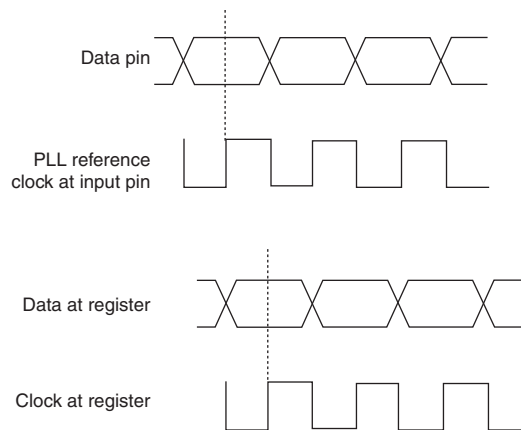 Data pin
PLL reference
clock at input pin
Data at register
Clock at register